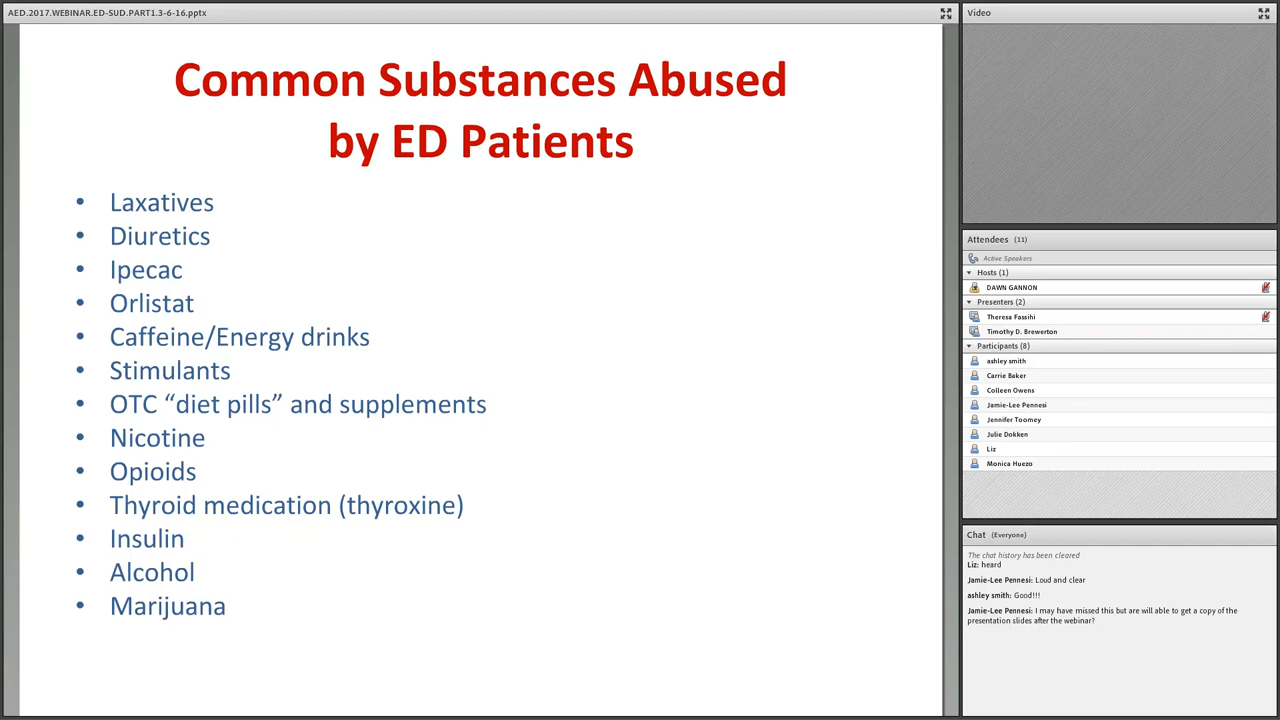 AED.2017.WEBINAR.ED-SUD.PART1.3-6-16.pptx
Common Substances Abused
by ED Patients
• Laxatives
• Diuretics
• Ipecac
• Orlistat
• Caffeine/Energy drinks
• Stimulants
• OTC “diet pills” and supplements
• Nicotine
• Opioids
• Thyroid medication (thyroxine)
• Insulin
• Alcohol
• Marijuana
Video
Attendees (11)
Active Speakers
Hosts (1)
DAWN GANNON
Presenters (2)
Theresa Fassihi
Timothy D. Brewerton
Participants (8)
ashley smith
Carrie Baker
Colleen Owens
Jamie-Lee Pennesi
Jennifer Toomey
Julie Dokken
Liz
Monica Huezo
Chat (Everyone)
The chat history has been cleared
Liz: heard
Jamie-Lee Pennesi: Loud and clear
ashley smith: Good!!!
Jamie-Lee Pennesi: I may have missed this but are will able to get a copy of the
presentation slides after the webinar?